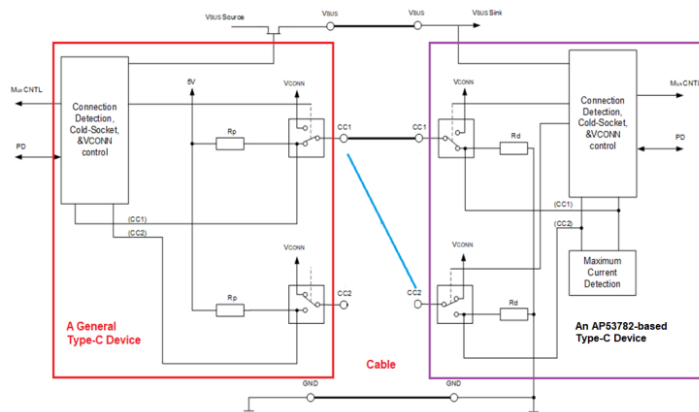 VBUS Source
VBUS
VBUS
VBUS Sink
5V
VCONN
VCONN
Connection
Detection,
Cold-Socket,
&VCONN
control
Connection
Detection,
Cold-Socket,
&VCONN
control
Mux CNTL
Mux CNTL
PD
PD
Rp
CC1
CC1
Rd
(CC1)
(CC2)
(CC1)
(CC2)
VCONN
VCONN
Maximum
Current
Detection
Rp
CC2
CC2
Rd
A General
Type-C Device
An AP53782-based
Type-C Device
Cable
GND
GND